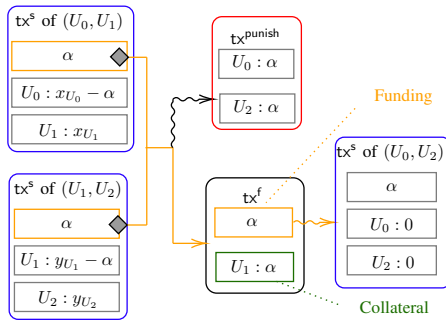 tx^s of (U_0, U_1)
α
U_0 : x_{U_0} − α
U_1 : x_{U_1}
tx^s of (U_1, U_2)
α
U_1 : y_{U_1} − α
U_2 : y_{U_2}
tx^punish
U_0 : α
U_2 : α
Funding
tx^f
α
U_1 : α
Collateral
tx^s of (U_0, U_2)
α
U_0 : 0
U_2 : 0